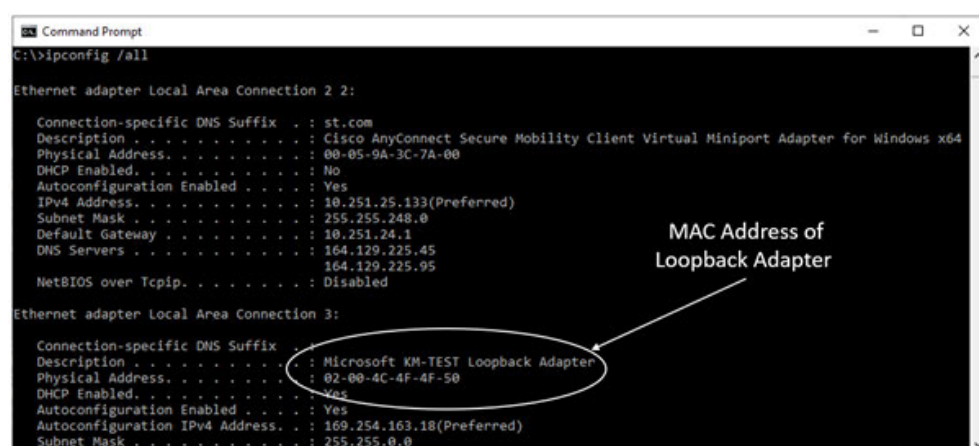 Command Prompt
C:\>ipconfig /all
Ethernet adapter Local Area Connection 2 2:
Connection-specific DNS Suffix . : st.com
Description . . . . . . . . . . . : Cisco AnyConnect Secure Mobility Client Virtual Miniport Adapter for Windows x64
Physical Address. . . . . . . . . : 00-05-9A-3C-7A-00
DHCP Enabled. . . . . . . . . . . : No
Autoconfiguration Enabled . . . . : Yes
IPv4 Address. . . . . . . . . . . : 10.251.25.133(Preferred)
Subnet Mask . . . . . . . . . . . : 255.255.248.0
Default Gateway . . . . . . . . . : 10.251.24.1
DNS Servers . . . . . . . . . . . : 164.129.225.45
164.129.225.95
NetBIOS over Tcpip. . . . . . . . : Disabled
MAC Address of
Loopback Adapter
Ethernet adapter Local Area Connection 3:
Connection-specific DNS Suffix . :
Description . . . . . . . . . . . : Microsoft KM-TEST Loopback Adapter
Physical Address. . . . . . . . . : 02-00-4C-4F-4F-50
DHCP Enabled. . . . . . . . . . . : Yes
Autoconfiguration Enabled . . . . : Yes
Autoconfiguration IPv4 Address. . : 169.254.163.18(Preferred)
Subnet Mask . . . . . . . . . . . : 255.255.0.0